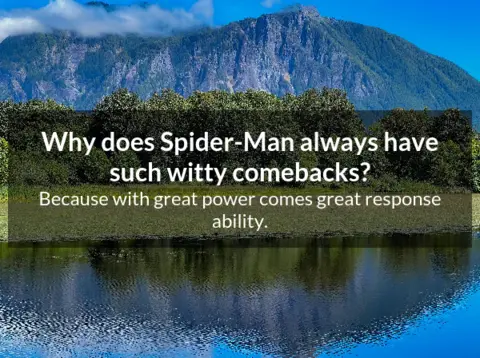 Why does Spider-Man always have
such witty comebacks?
Because with great power comes great response
ability.